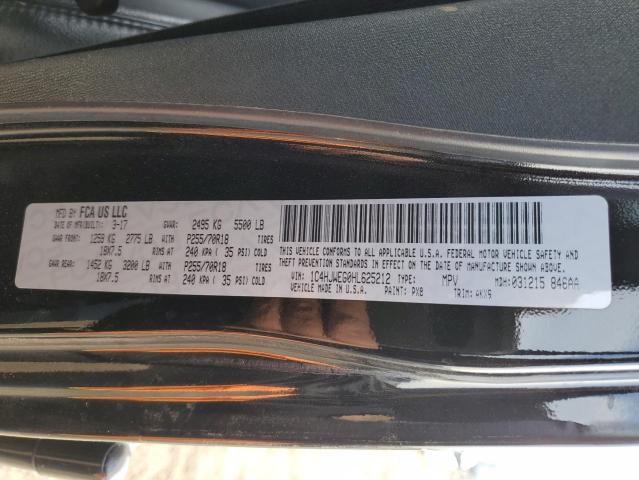 MFD BY: FCA US LLC
DATE OF MFR(BUILT): 3-17 GVWR: 2495 KG 5500 LB
GAWR FRONT: 1259 KG 2775 LB WITH P255/70R18 TIRES
18X7.5 RIMS AT: 240 KPA ( 35 PSI) COLD
GAWR REAR: 1452 KG 3200 LB WITH P255/70R18 TIRES
18X7.5 RIMS AT: 240 KPA ( 35 PSI) COLD
THIS VEHICLE CONFORMS TO ALL APPLICABLE U.S.A. FEDERAL MOTOR VEHICLE SAFETY, BUMPER AND
THEFT PREVENTION STANDARDS IN EFFECT ON THE DATE OF MANUFACTURE SHOWN ABOVE.
VIN: 1C4HJWEG0HL625212 TYPE: MPV MDH: 031215 846AA
VEHICLE MADE IN U.S.A. PAINT: PX8 TRIM: